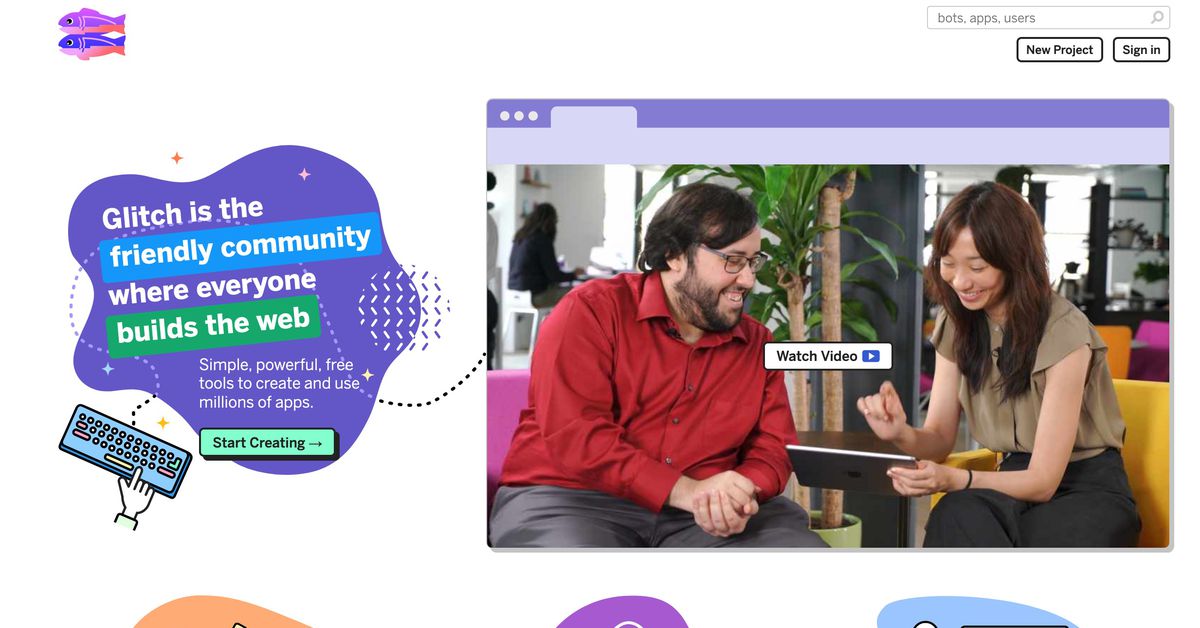 bots, apps, users
New Project
Sign in
Glitch is the
friendly community
where everyone
builds the web
Simple, powerful, free
tools to create and use
millions of apps.
Start Creating →
Watch Video